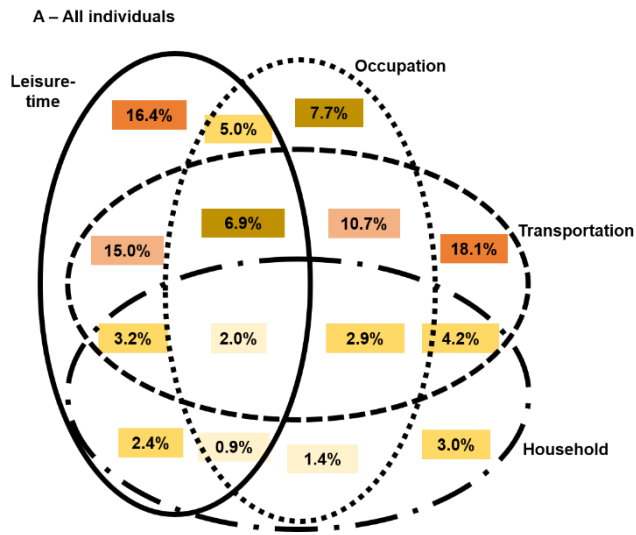 A – All individuals
Leisure-
time
Occupation
16.4%
5.0%
7.7%
6.9%
10.7%
15.0%
18.1%
Transportation
3.2%
2.0%
2.9%
4.2%
2.4%
0.9%
1.4%
3.0%
Household